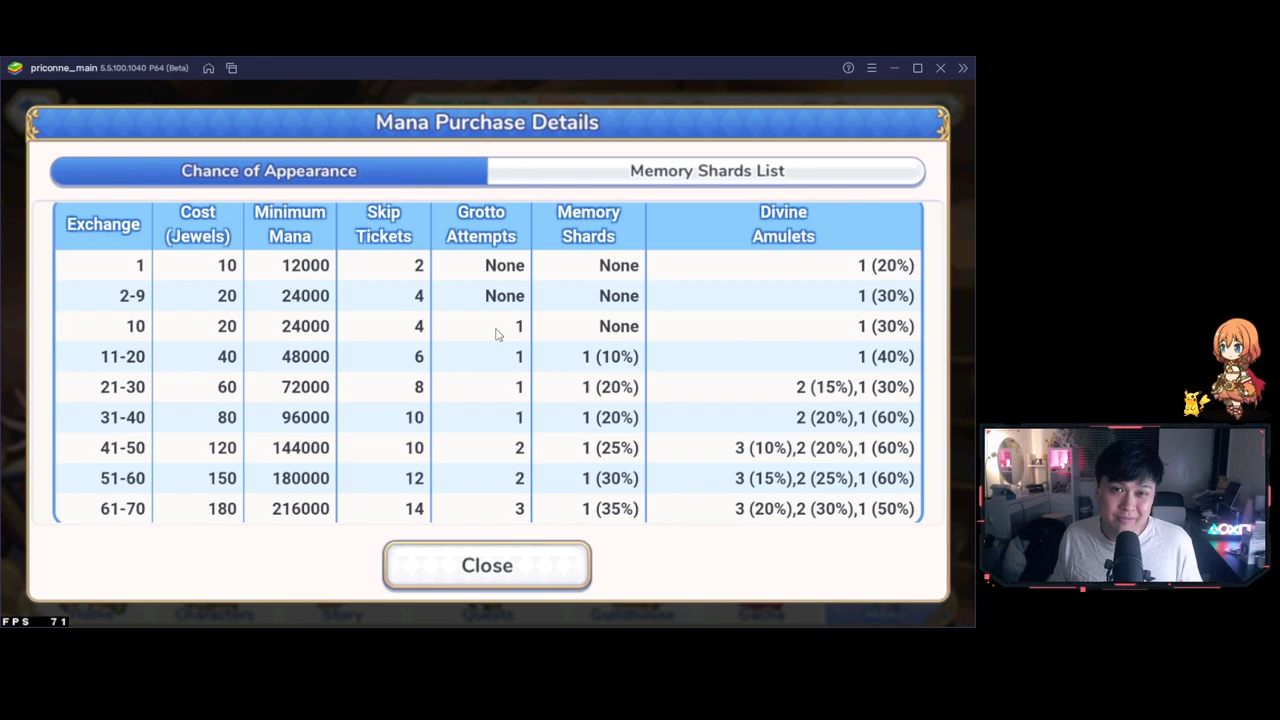 priconne_main 5.5.100.1040 P64 (Beta)
Mana Purchase Details
Chance of Appearance Memory Shards List
Exchange Cost (Jewels) Minimum Mana Skip Tickets Grotto Attempts Memory Shards Divine Amulets
1 10 12000 2 None None 1 (20%)
2-9 20 24000 4 None None 1 (30%)
10 20 24000 4 1 None 1 (30%)
11-20 40 48000 6 1 1 (10%) 1 (40%)
21-30 60 72000 8 1 1 (20%) 2 (15%),1 (30%)
31-40 80 96000 10 1 1 (20%) 2 (20%),1 (60%)
41-50 120 144000 10 2 1 (25%) 3 (10%),2 (20%),1 (60%)
51-60 150 180000 12 2 1 (30%) 3 (15%),2 (25%),1 (60%)
61-70 180 216000 14 3 1 (35%) 3 (20%),2 (30%),1 (50%)
Close
Home Characters Story Quests Guildhouse Gacha
FPS 71